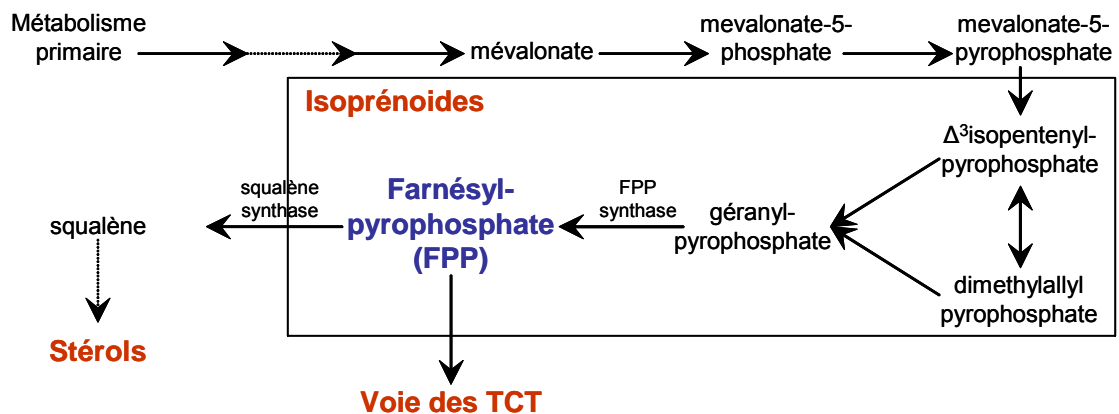 Métabolisme
primaire
mévalonate
mevalonate-5-
phosphate
mevalonate-5-
pyrophosphate
Isoprénoides
Δ³isopentenyl-
pyrophosphate
dimethylallyl
pyrophosphate
géranyl-
pyrophosphate
FPP
synthase
Farnésyl-
pyrophosphate
(FPP)
squalène
synthase
squalène
Stérols
Voie des TCT